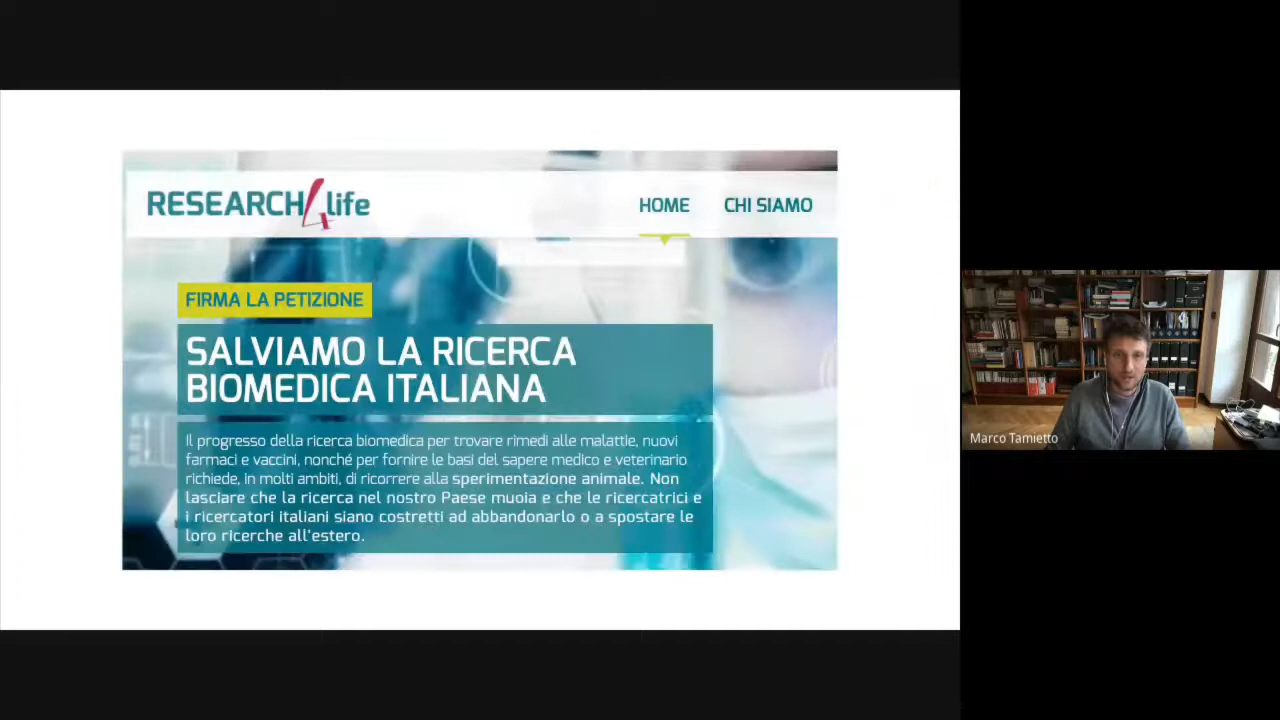 RESEARCH4life
HOME
CHI SIAMO
FIRMA LA PETIZIONE
SALVIAMO LA RICERCA
BIOMEDICA ITALIANA
Il progresso della ricerca biomedica per trovare rimedi alle malattie, nuovi
farmaci e vaccini, nonché per fornire le basi del sapere medico e veterinario
richiede, in molti ambiti, di ricorrere alla sperimentazione animale. Non
lasciare che la ricerca nel nostro Paese muoia e che le ricercatrici e
i ricercatori italiani siano costretti ad abbandonarlo o a spostare le
loro ricerche all'estero.
Marco Tamietto